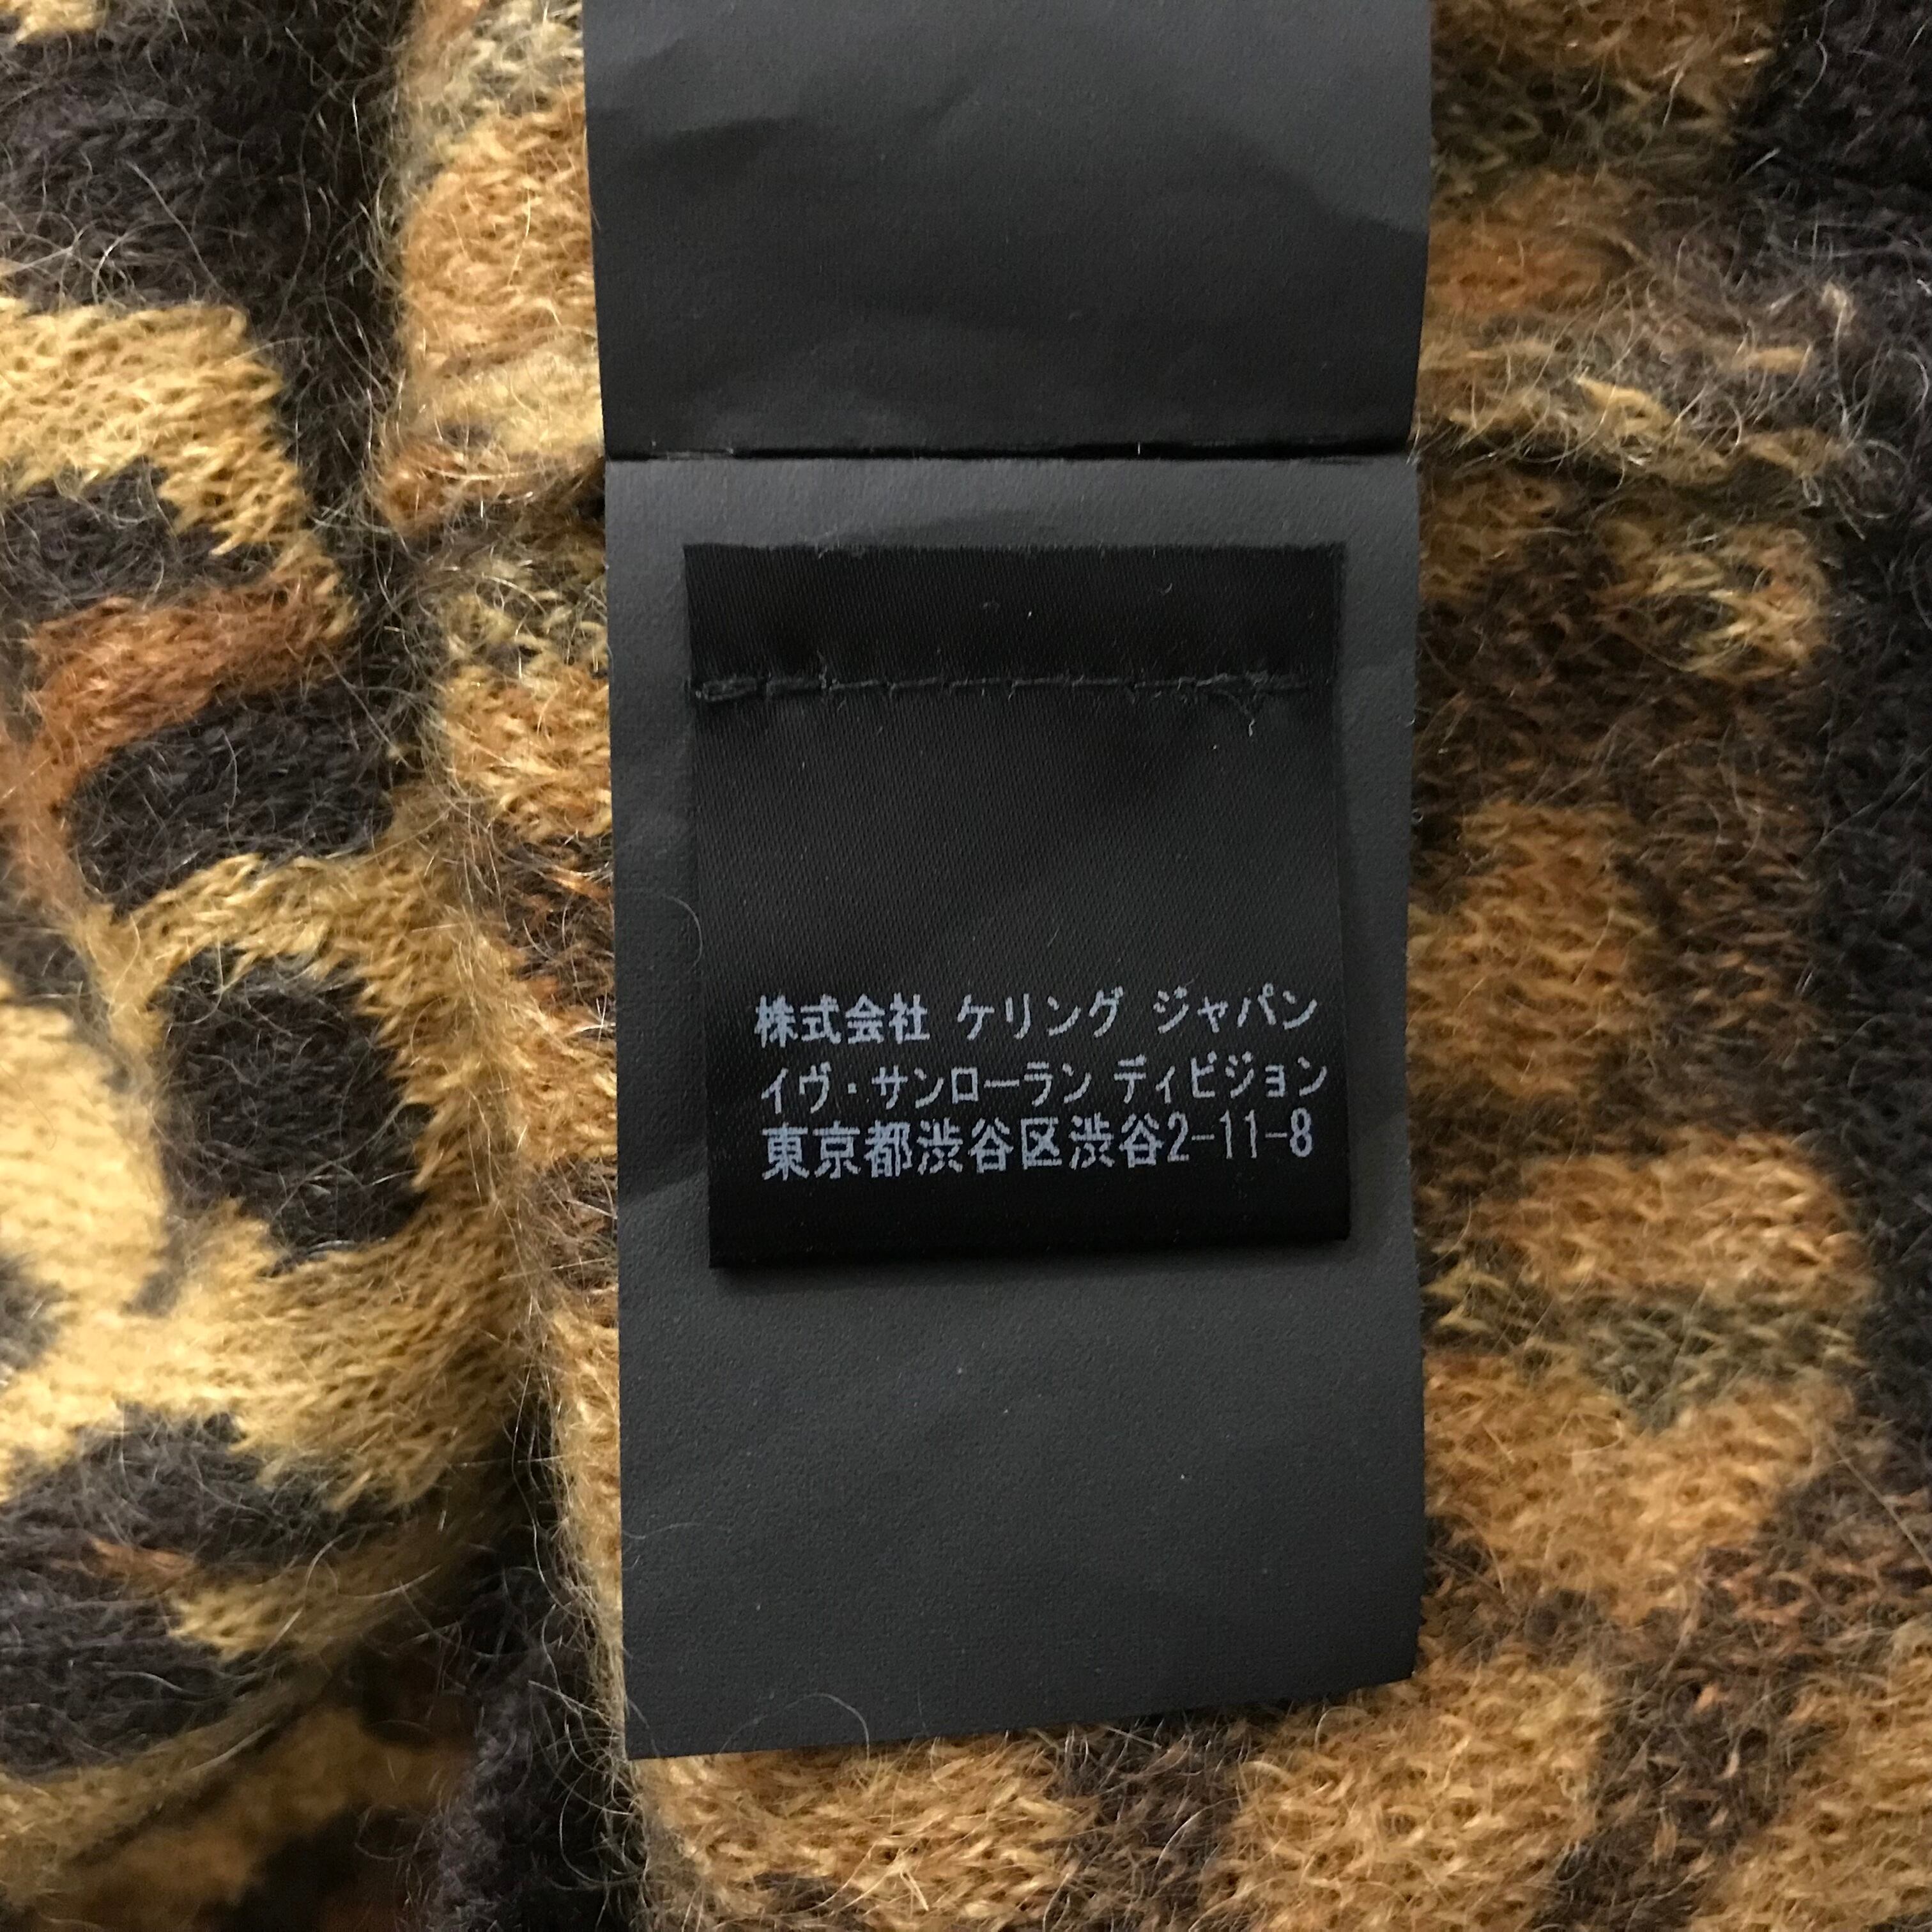 株式会社 ケリング ジャパン
イヴ・サンローラン ディビジョン
東京都渋谷区渋谷2-11-8